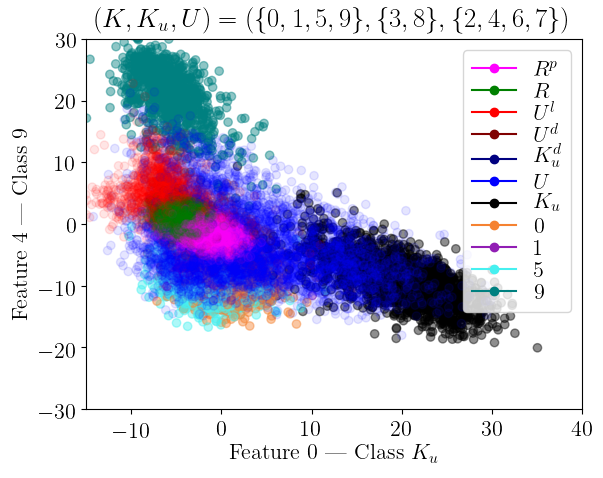 (K, K_u, U) = ({0, 1, 5, 9}, {3, 8}, {2, 4, 6, 7})
30
20
10
0
−10
−20
−30
Feature 4 — Class 9
−10
0
10
20
30
40
Feature 0 — Class K_u
R^p
R
U^l
U^d
K_u^d
U
K_u
0
1
5
9